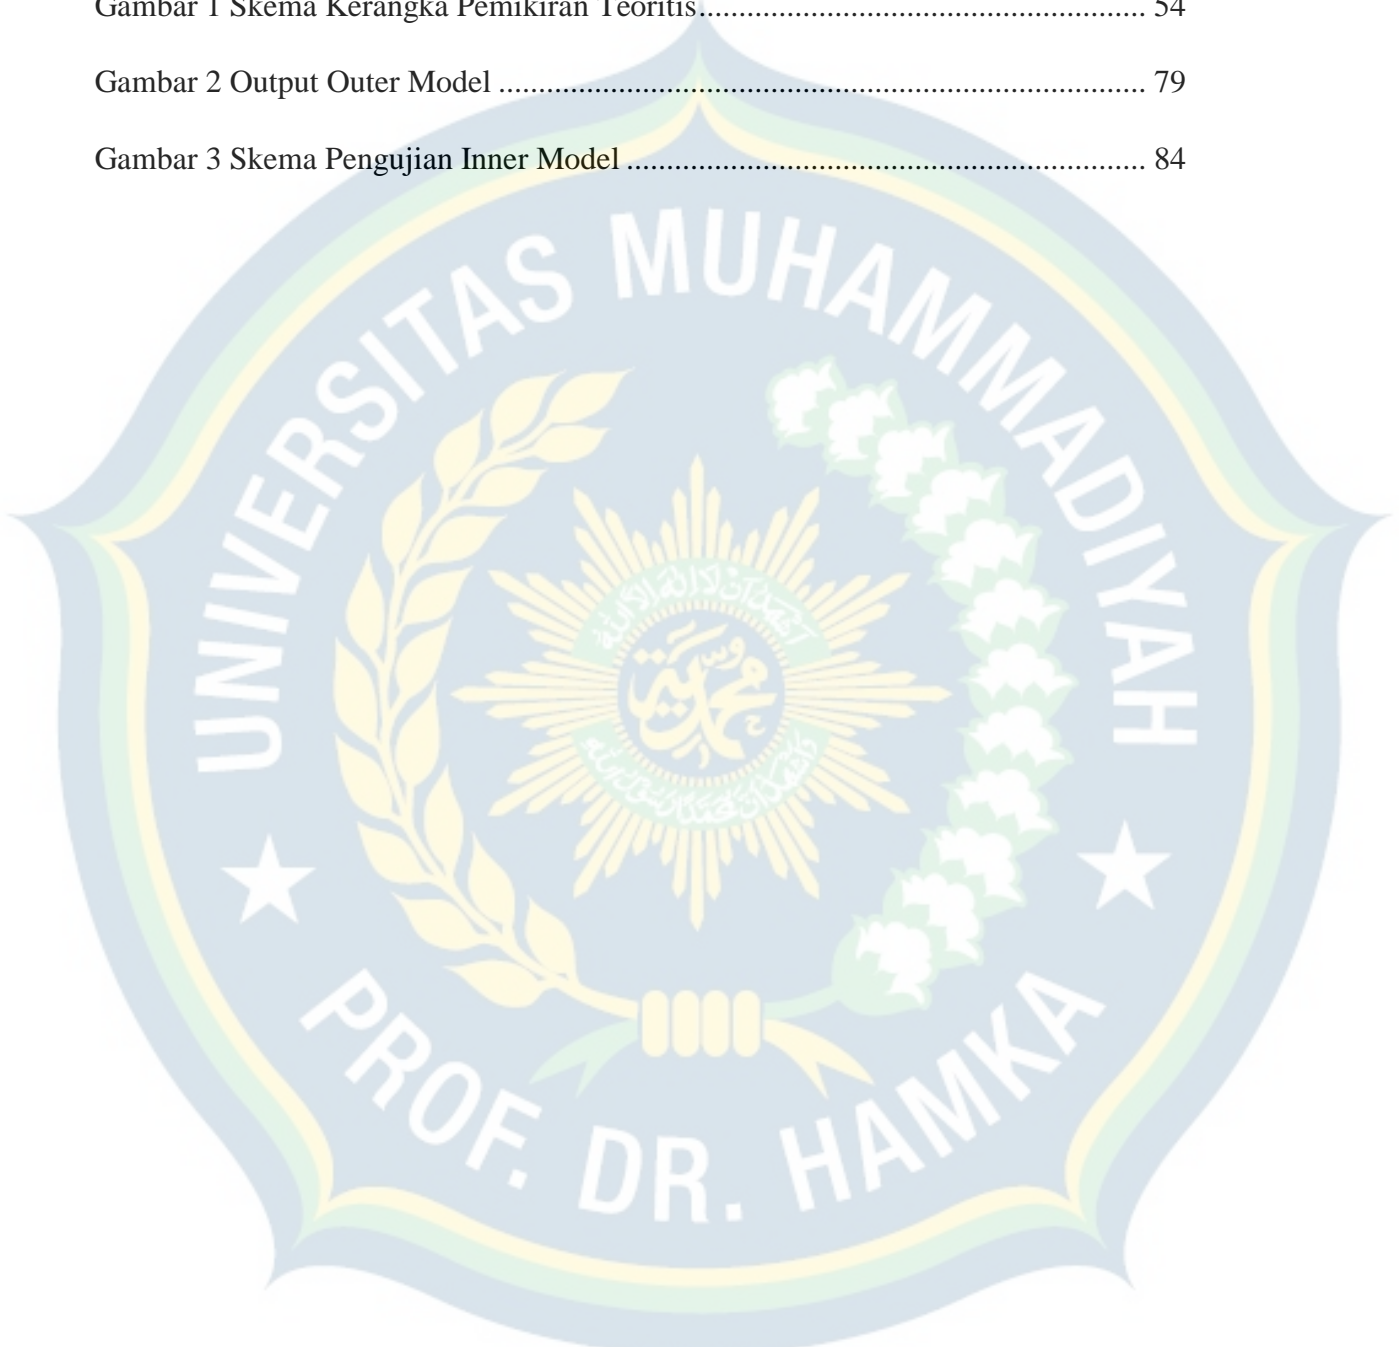 Gambar 1 Skema Kerangka Pemikiran Teoritis.......................................................... 54
Gambar 2 Output Outer Model ................................................................................... 79
Gambar 3 Skema Pengujian Inner Model ................................................................... 84
UNIVERSITAS MUHAMMADIYAH
محمدية
PROF. DR. HAMKA